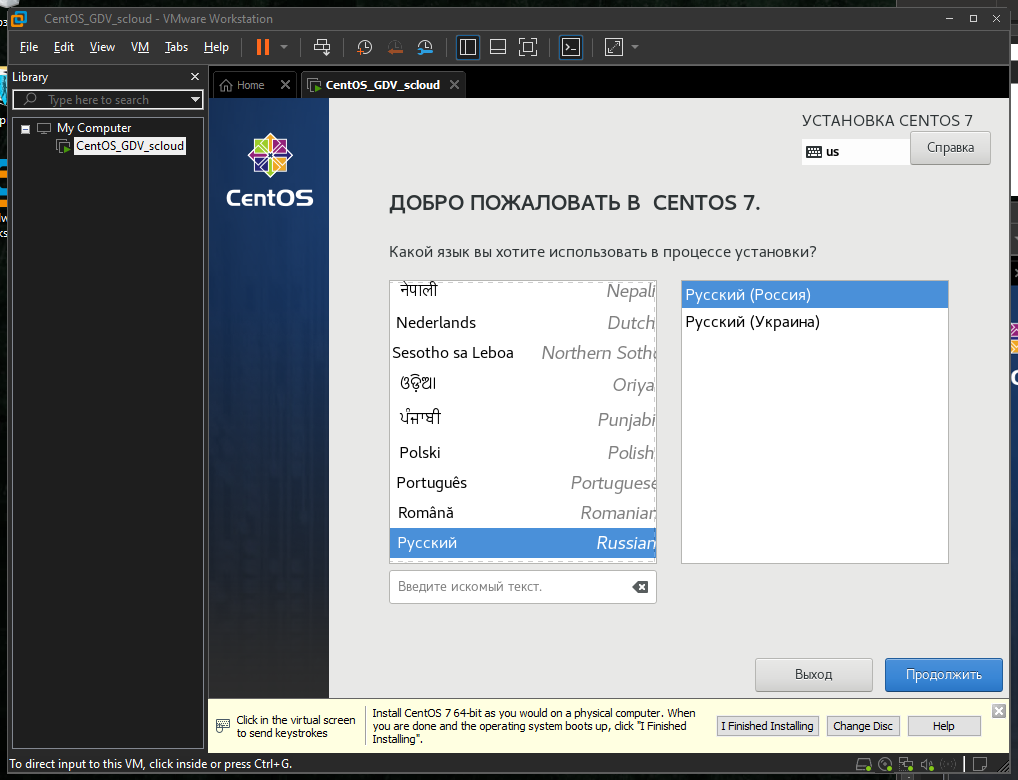 CentOS_GDV_scloud - VMware Workstation
File Edit View VM Tabs Help
Library
Type here to search
My Computer
CentOS_GDV_scloud
Home
CentOS_GDV_scloud
CentOS
УСТАНОВКА CENTOS 7
us
Справка
ДОБРО ПОЖАЛОВАТЬ В CENTOS 7.
Какой язык вы хотите использовать в процессе установки?
नेपाली Nepali
Nederlands Dutch
Sesotho sa Leboa Northern Sotho
ଓଡ଼ିଆ Oriya
ਪੰਜਾਬੀ Punjabi
Polski Polish
Português Portuguese
Română Romanian
Русский Russian
Введите искомый текст.
Русский (Россия)
Русский (Украина)
Выход
Продолжить
Click in the virtual screen
to send keystrokes
Install CentOS 7 64-bit as you would on a physical computer. When
you are done and the operating system boots up, click "I Finished
Installing".
I Finished Installing
Change Disc
Help
To direct input to this VM, click inside or press Ctrl+G.